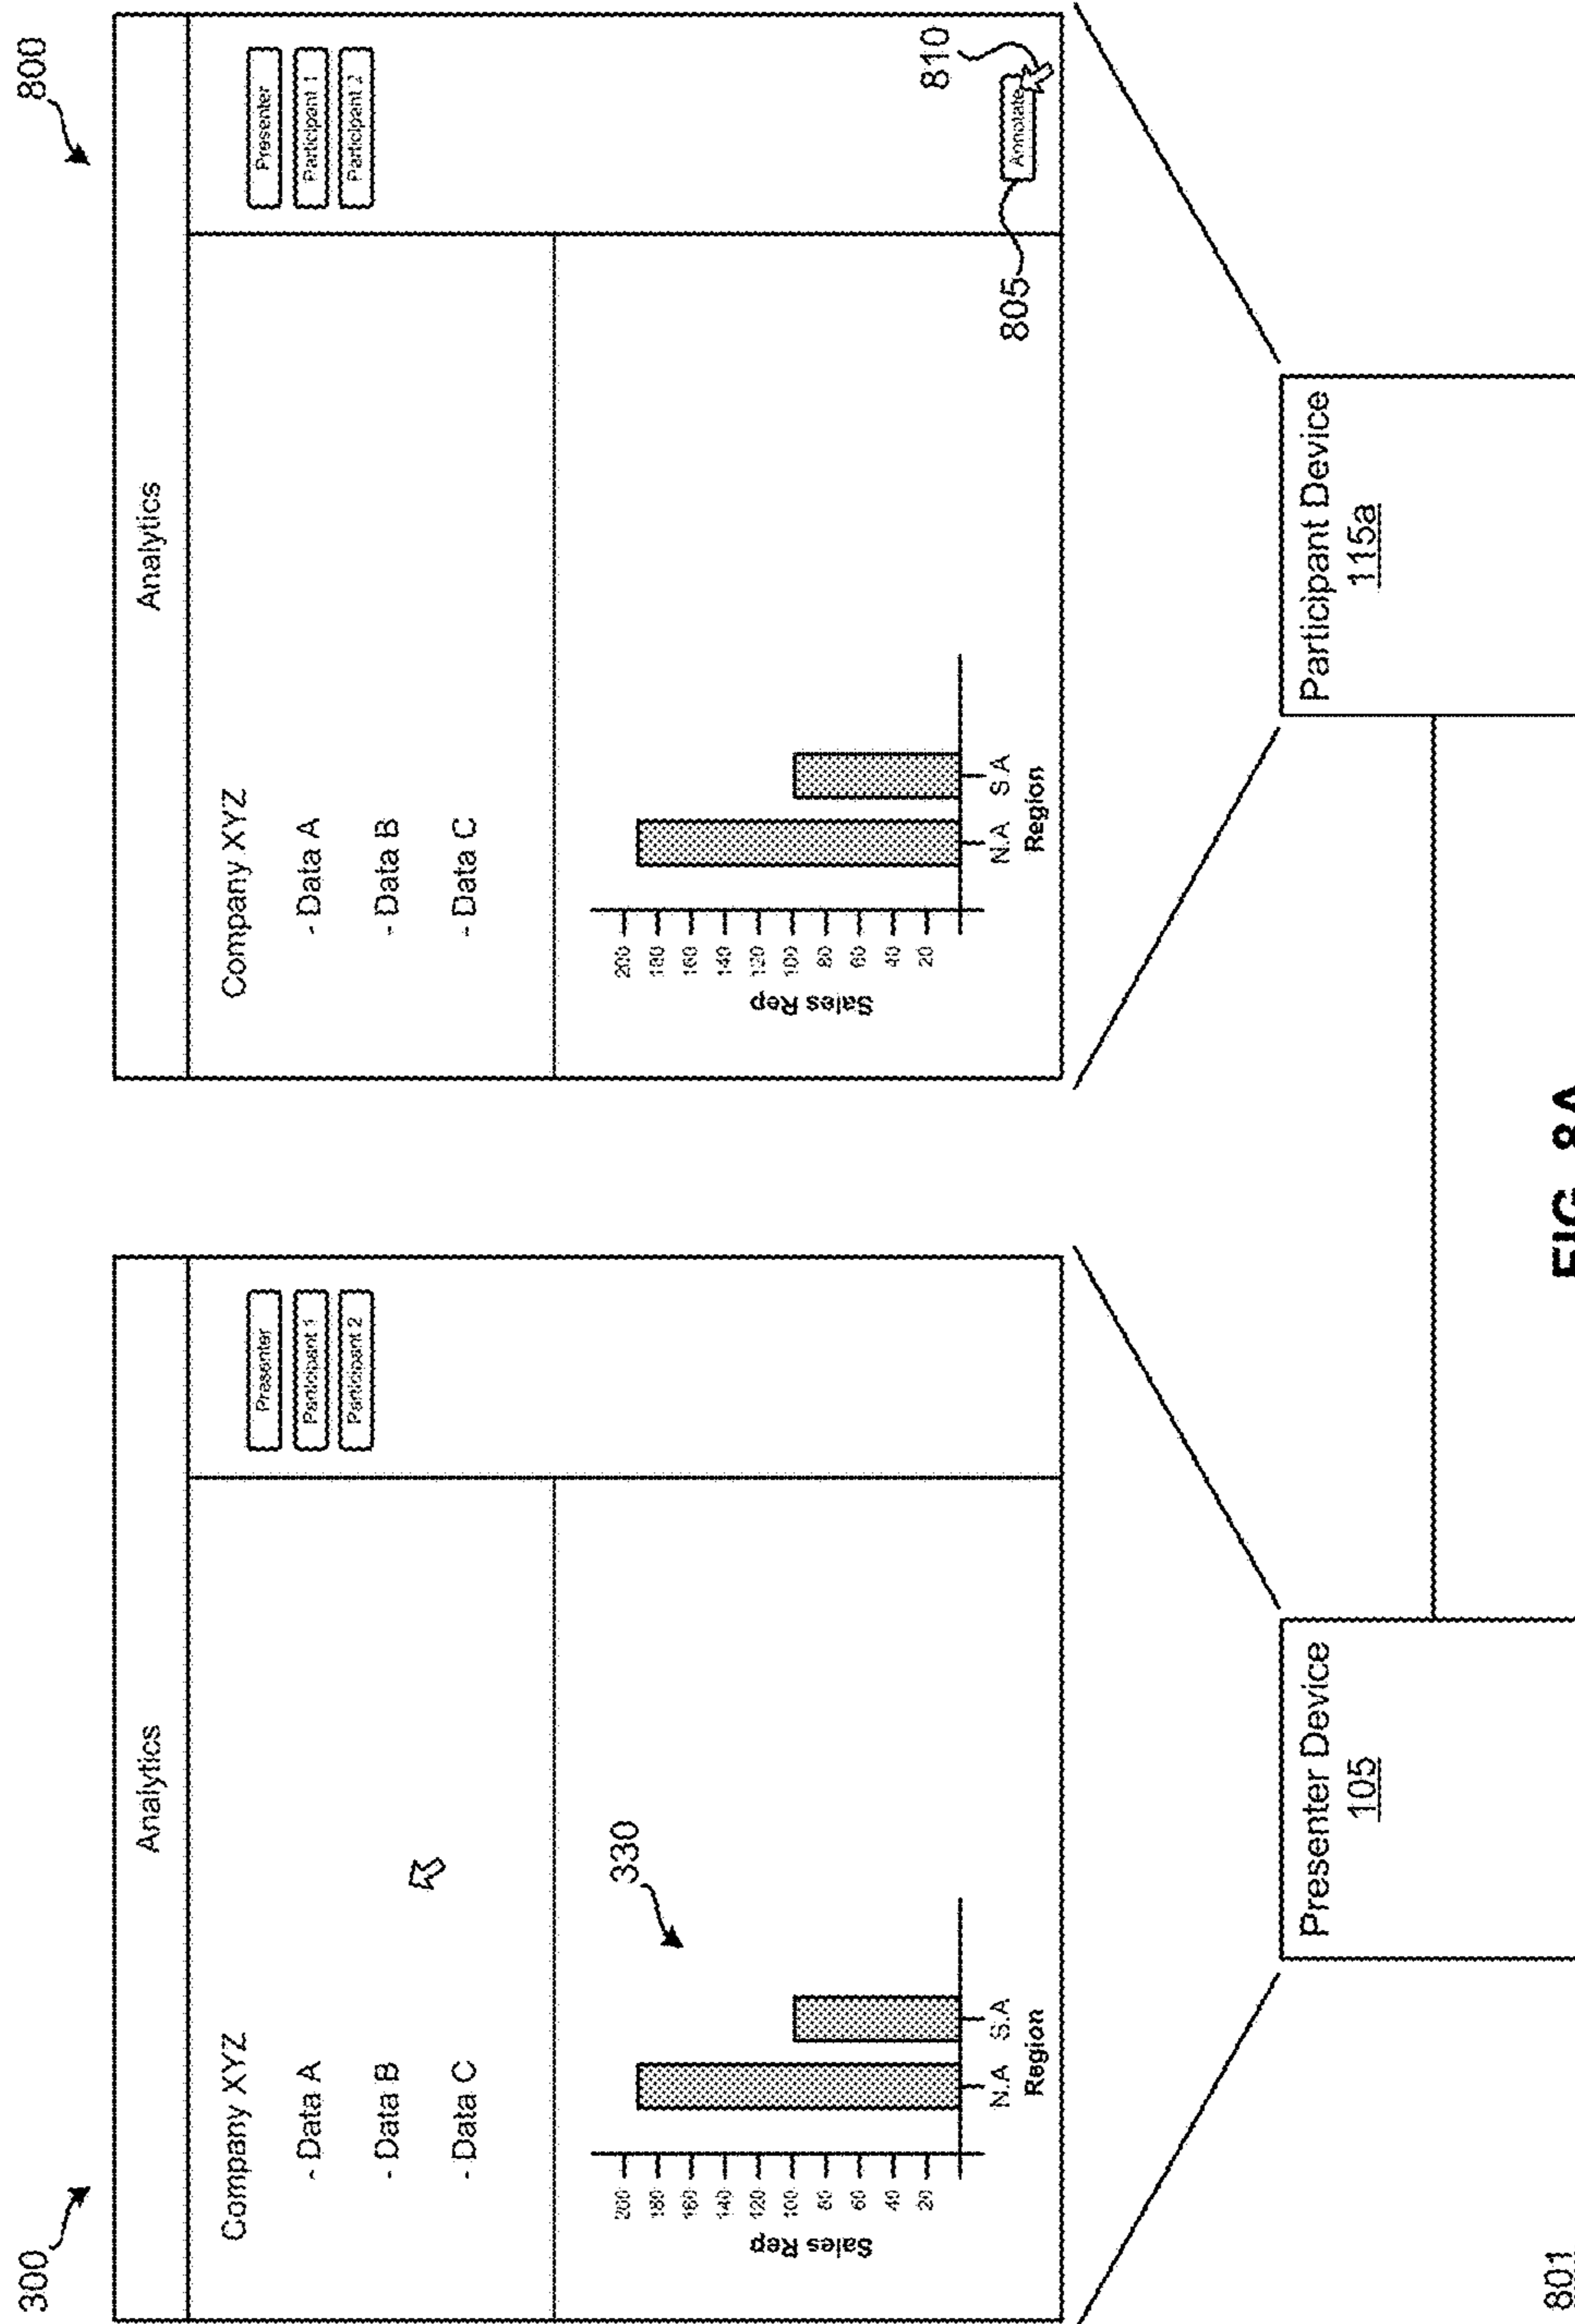 300
Analytics
Company XYZ
- Data A
- Data B
- Data C
Presenter
Participant 1
Participant 2
330
Sales Rep
200
180
160
140
120
100
80
60
40
20
N.A
S.A
Region
Presenter Device
105
800
Analytics
Company XYZ
- Data A
- Data B
- Data C
Presenter
Participant 1
Participant 2
Sales Rep
200
180
160
140
120
100
80
60
40
20
N.A
S.A
Region
805
Annotate
810
Participant Device
115a
801
FIG. 8A